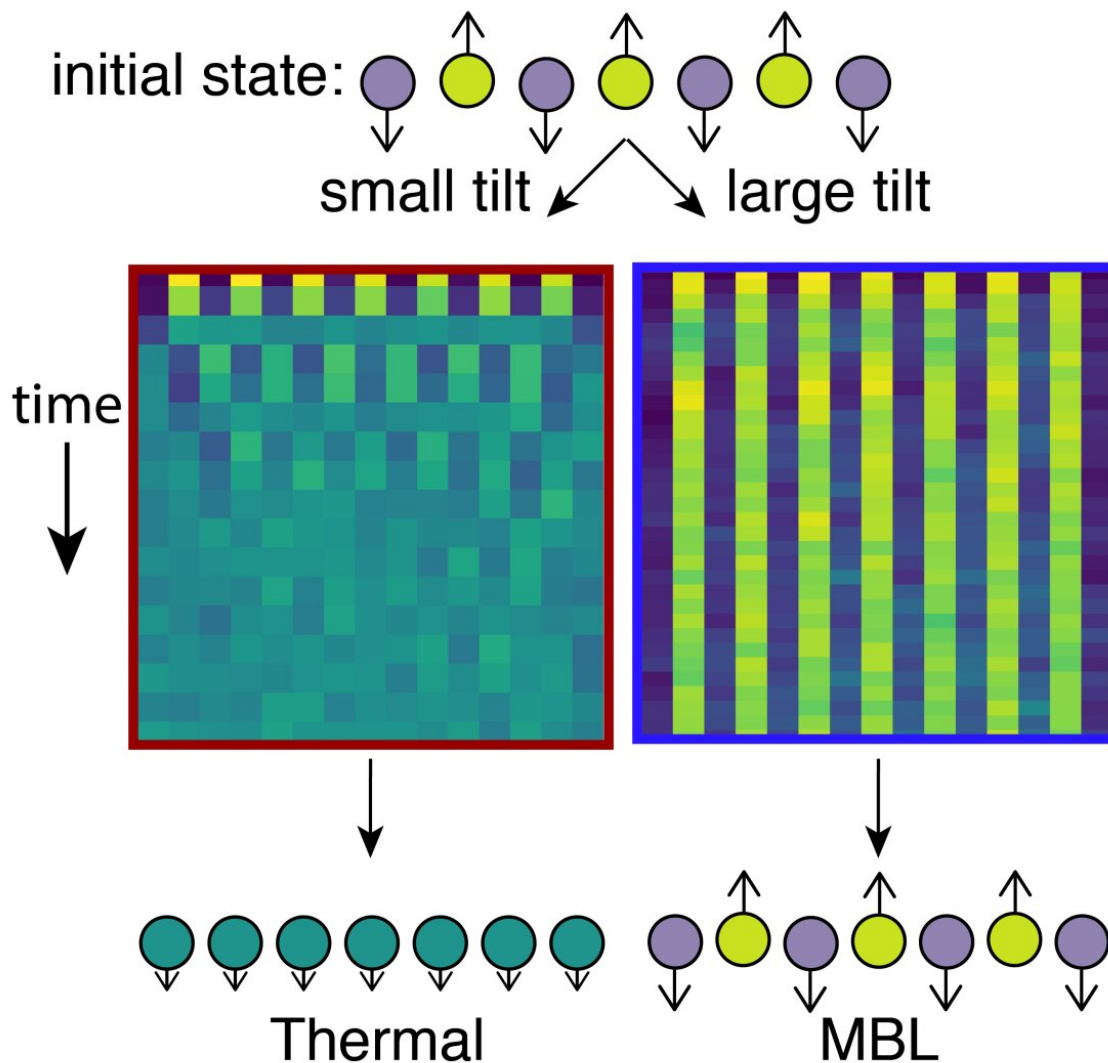 initial state:
small tilt
large tilt
time
Thermal
MBL